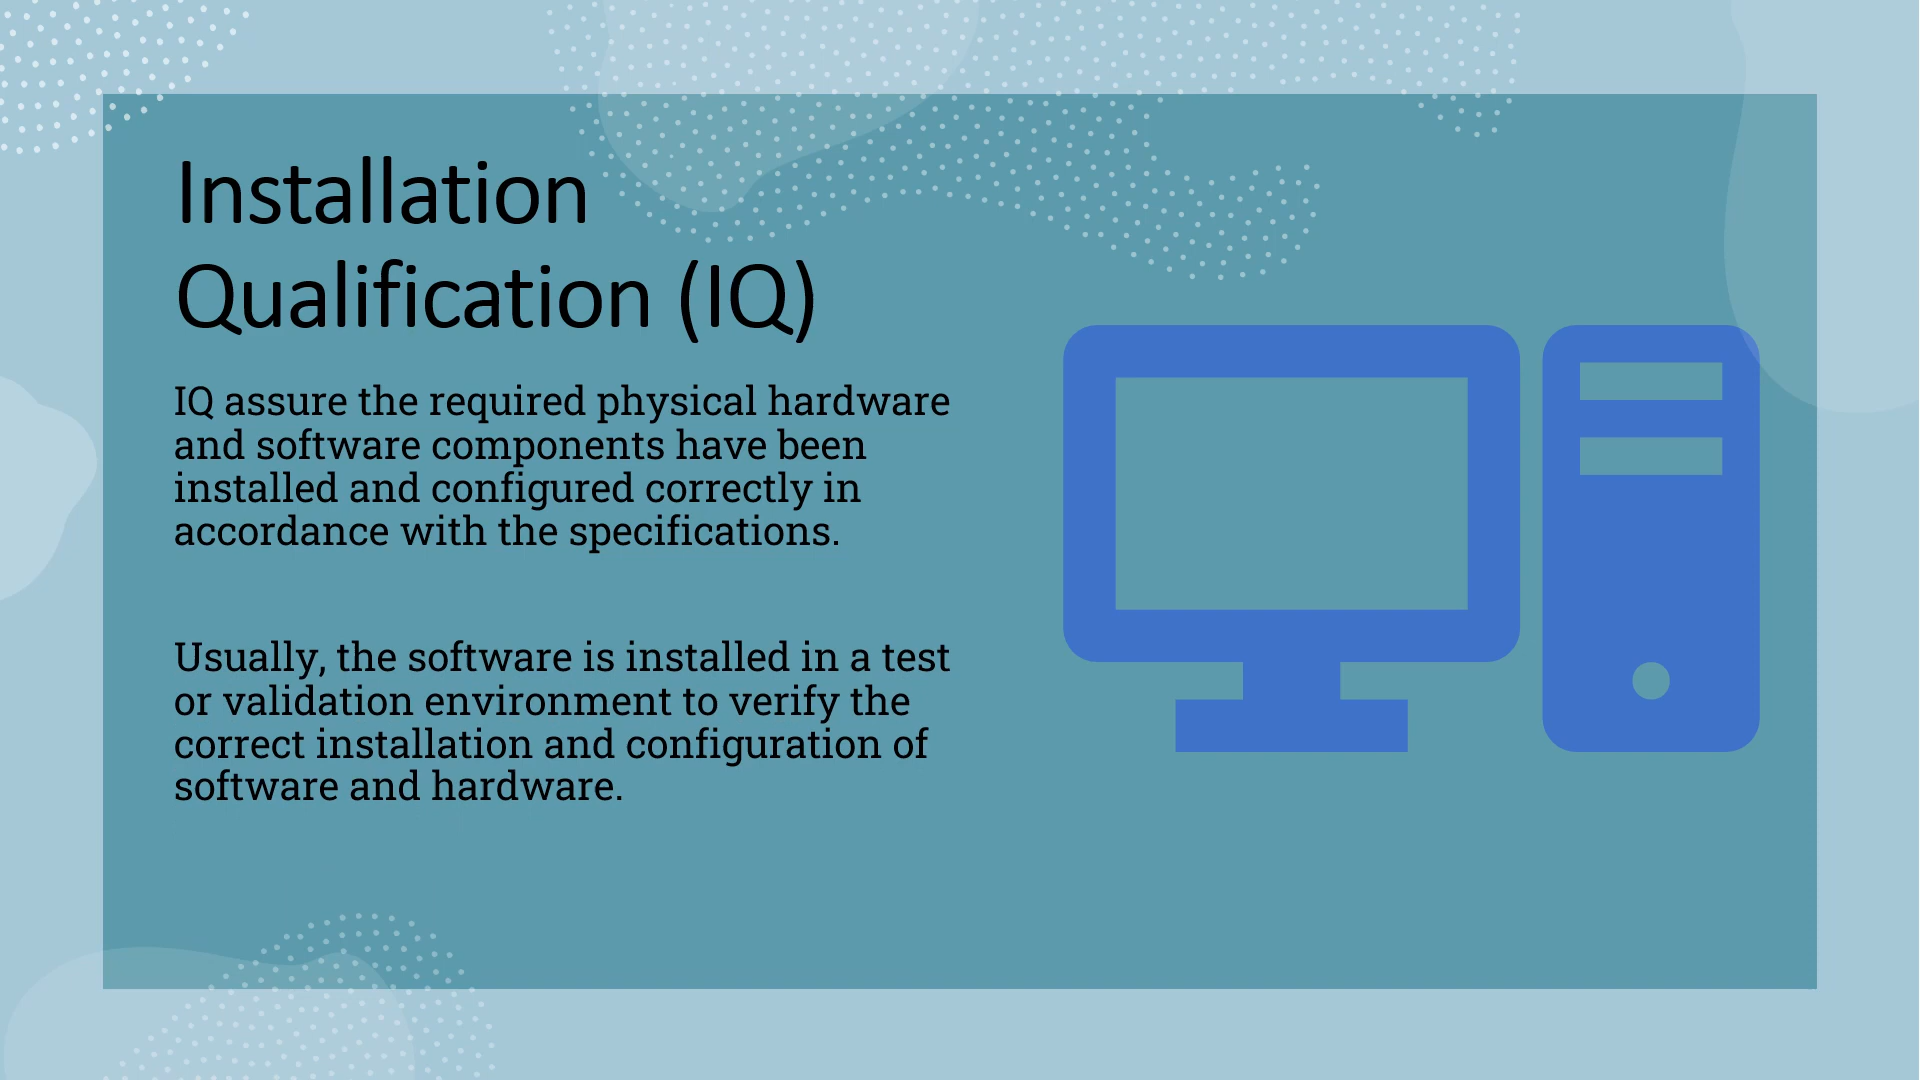 Installation
Qualification (IQ)
IQ assure the required physical hardware
and software components have been
installed and configured correctly in
accordance with the specifications.
Usually, the software is installed in a test
or validation environment to verify the
correct installation and configuration of
software and hardware.